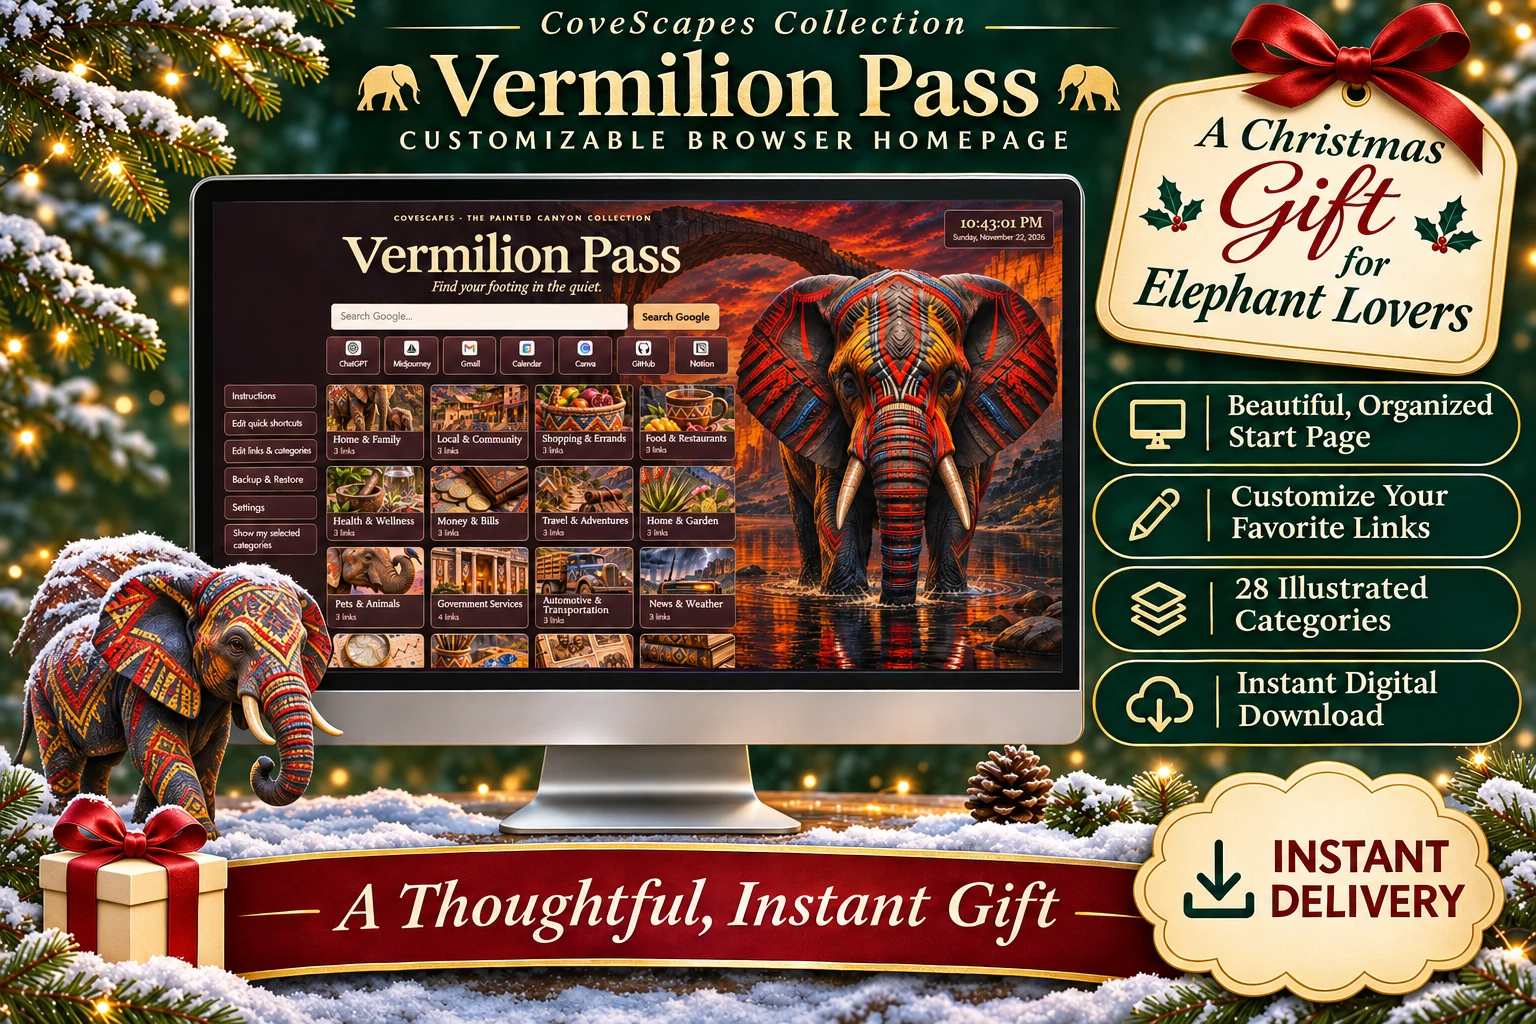 CoveScapes Collection
Vermilion Pass
CUSTOMIZABLE BROWSER HOMEPAGE
A Christmas
Gift
for
Elephant Lovers
COVESCAPES - THE PAINTED CANYON COLLECTION
Vermilion Pass
Find your footing in the quiet.
10:43:01 PM
Sunday, November 22, 2026
Search Google...
Search Google
ChatGPT
Midjourney
Gmail
Calendar
Canva
GitHub
Notion
Instructions
Edit quick shortcuts
Edit links & categories
Backup & Restore
Settings
Show my selected
categories
Home & Family
3 links
Local & Community
3 links
Shopping & Errands
3 links
Food & Restaurants
3 links
Health & Wellness
3 links
Money & Bills
3 links
Travel & Adventures
3 links
Home & Garden
3 links
Pets & Animals
3 links
Government Services
4 links
Automotive &
Transportation
3 links
News & Weather
3 links
Beautiful, Organized
Start Page
Customize Your
Favorite Links
28 Illustrated
Categories
Instant Digital
Download
A Thoughtful, Instant Gift
INSTANT
DELIVERY